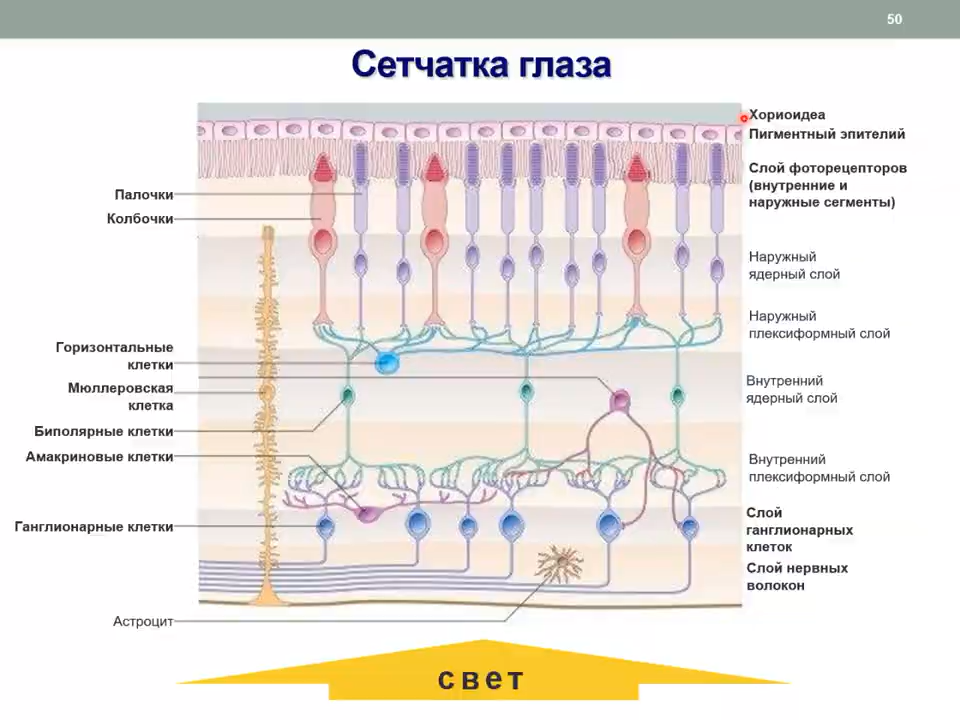 50
Сетчатка глаза
Хориоидея
Пигментный эпителий
Слой фоторецепторов
(внутренние и
наружные сегменты)
Палочки
Колбочки
Наружный
ядерный слой
Наружный
плексиформный слой
Горизонтальные
клетки
Мюллеровская
клетка
Внутренний
ядерный слой
Биполярные клетки
Амакриновые клетки
Внутренний
плексиформный слой
Ганглионарные клетки
Слой
ганглионарных
клеток
Слой нервных
волокон
Астроцит
свет